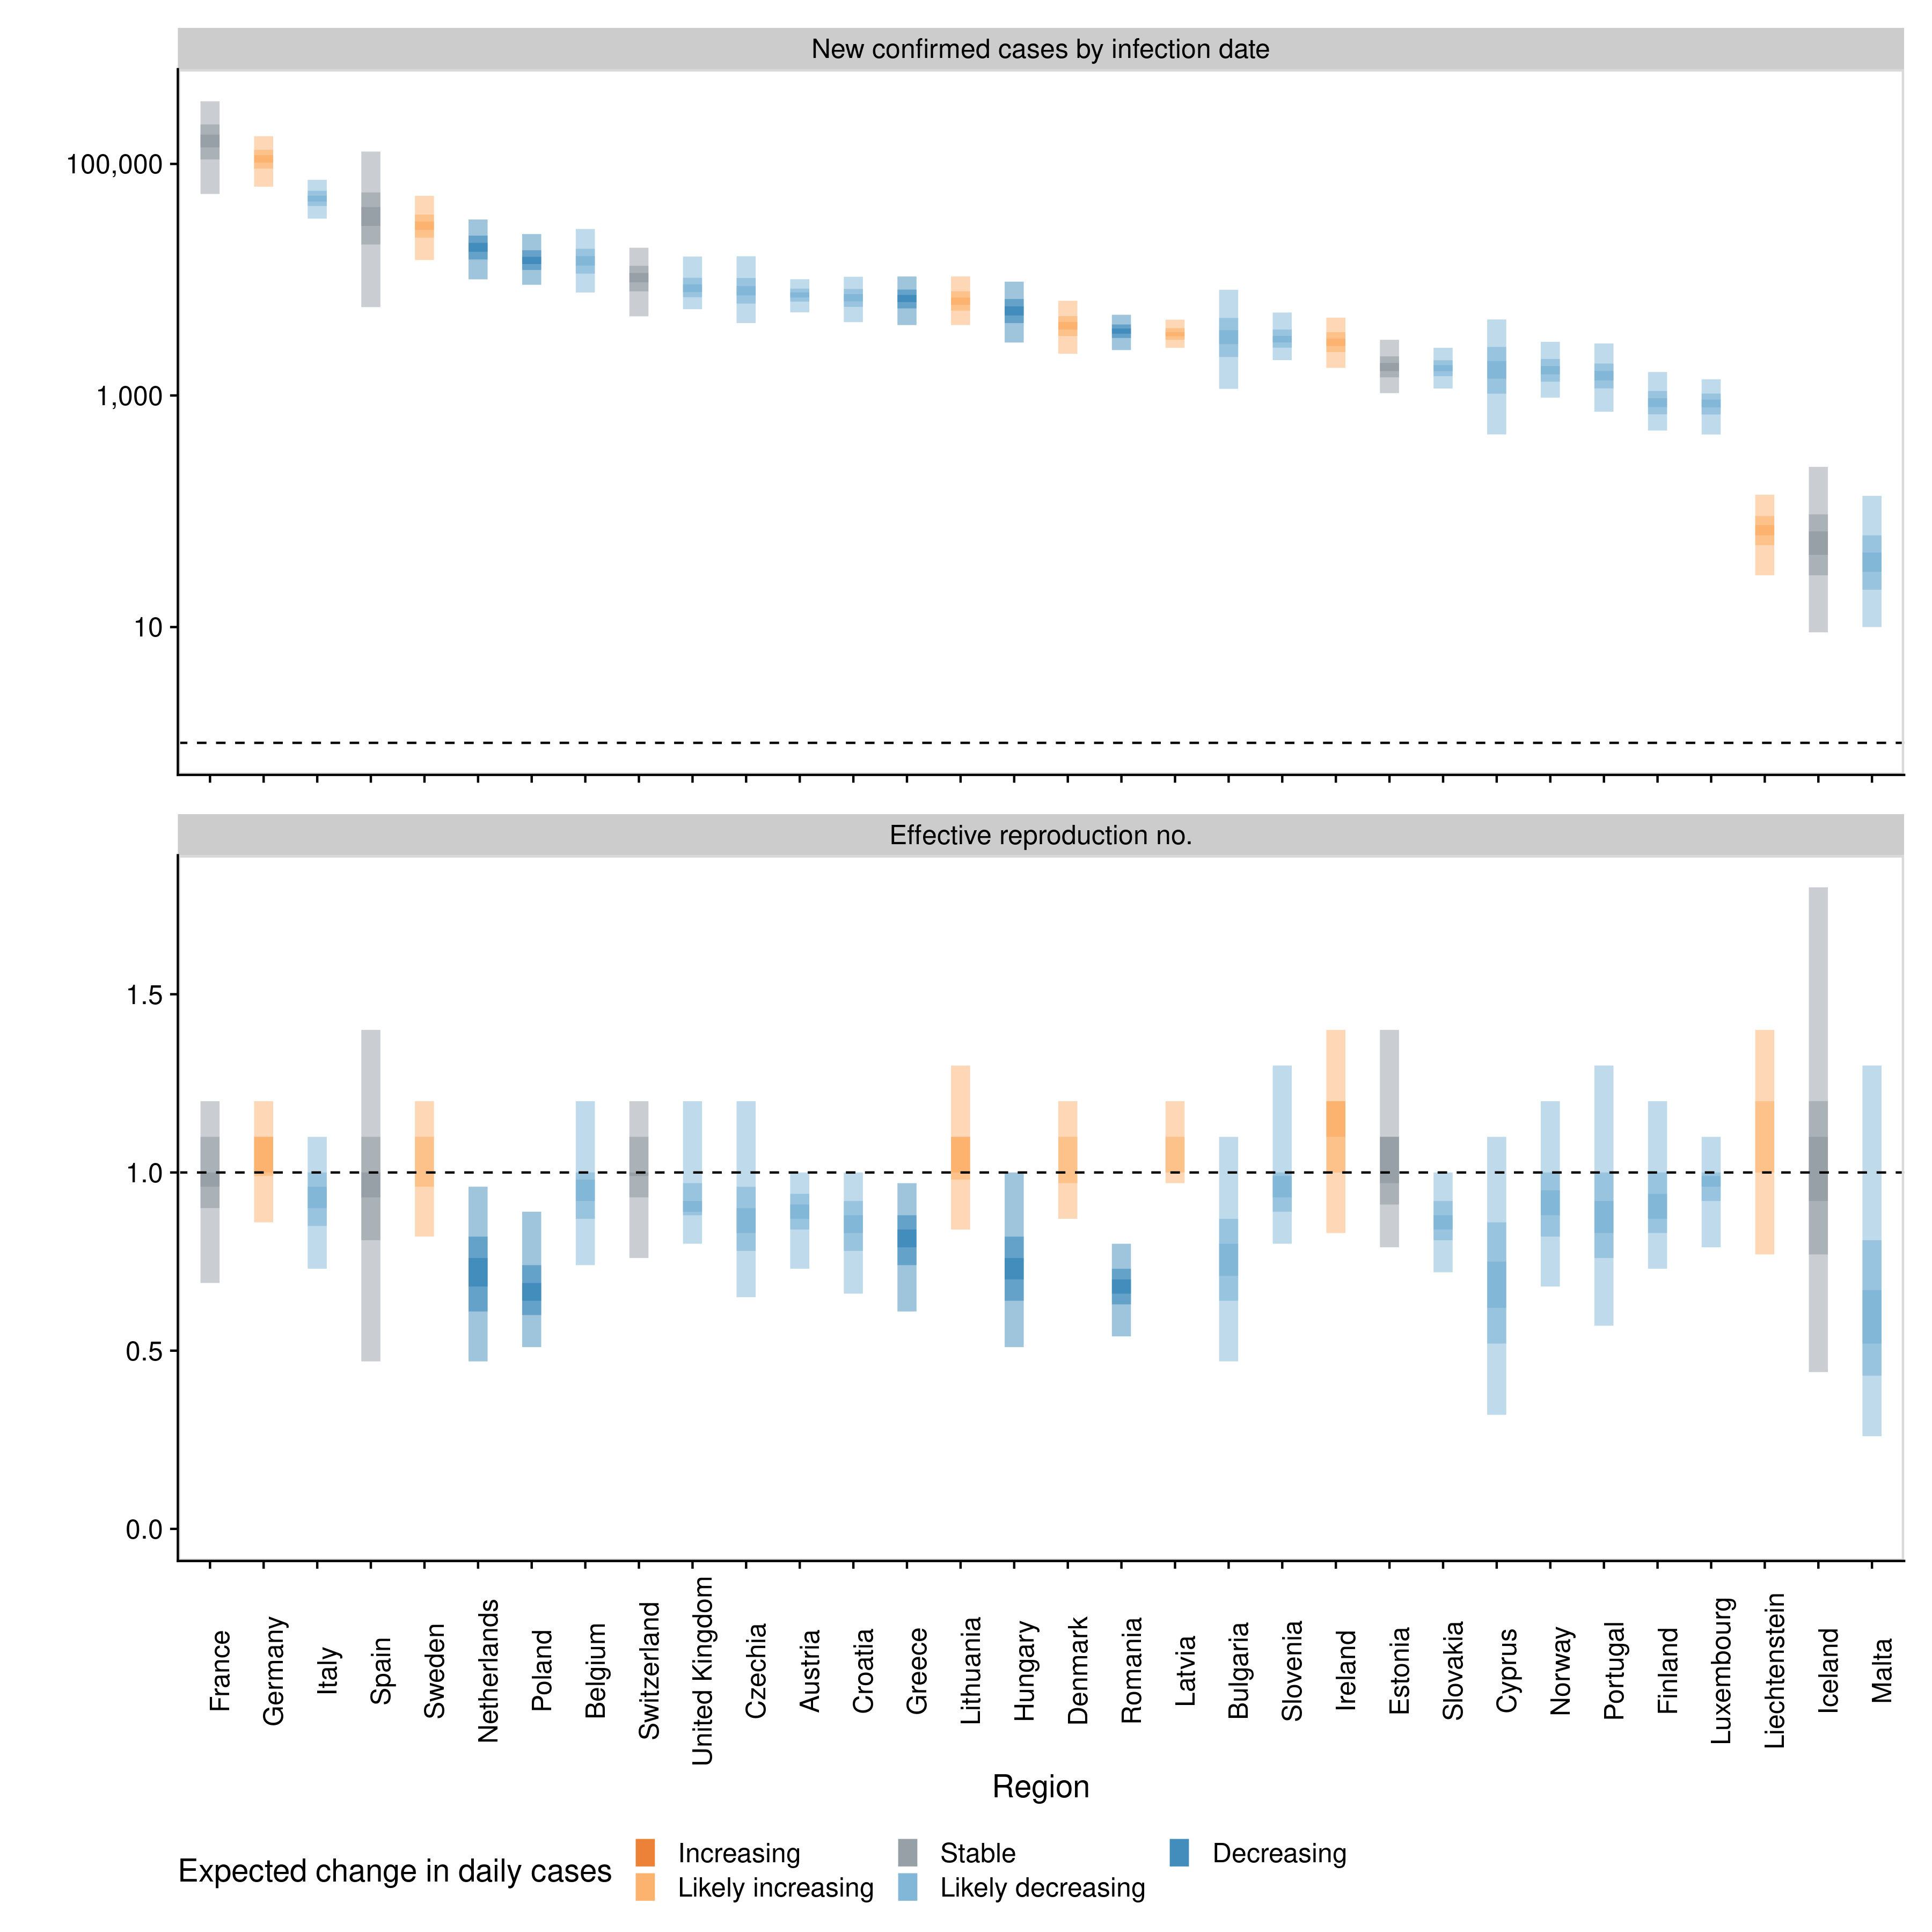 New confirmed cases by infection date
100,000
1,000
10
Effective reproduction no.
1.5
1.0
0.5
0.0
France
Germany
Italy
Spain
Sweden
Netherlands
Poland
Belgium
Switzerland
United Kingdom
Czechia
Austria
Croatia
Greece
Lithuania
Hungary
Denmark
Romania
Latvia
Bulgaria
Slovenia
Ireland
Estonia
Slovakia
Cyprus
Norway
Portugal
Finland
Luxembourg
Liechtenstein
Iceland
Malta
Region
Expected change in daily cases
Increasing
Stable
Decreasing
Likely increasing
Likely decreasing